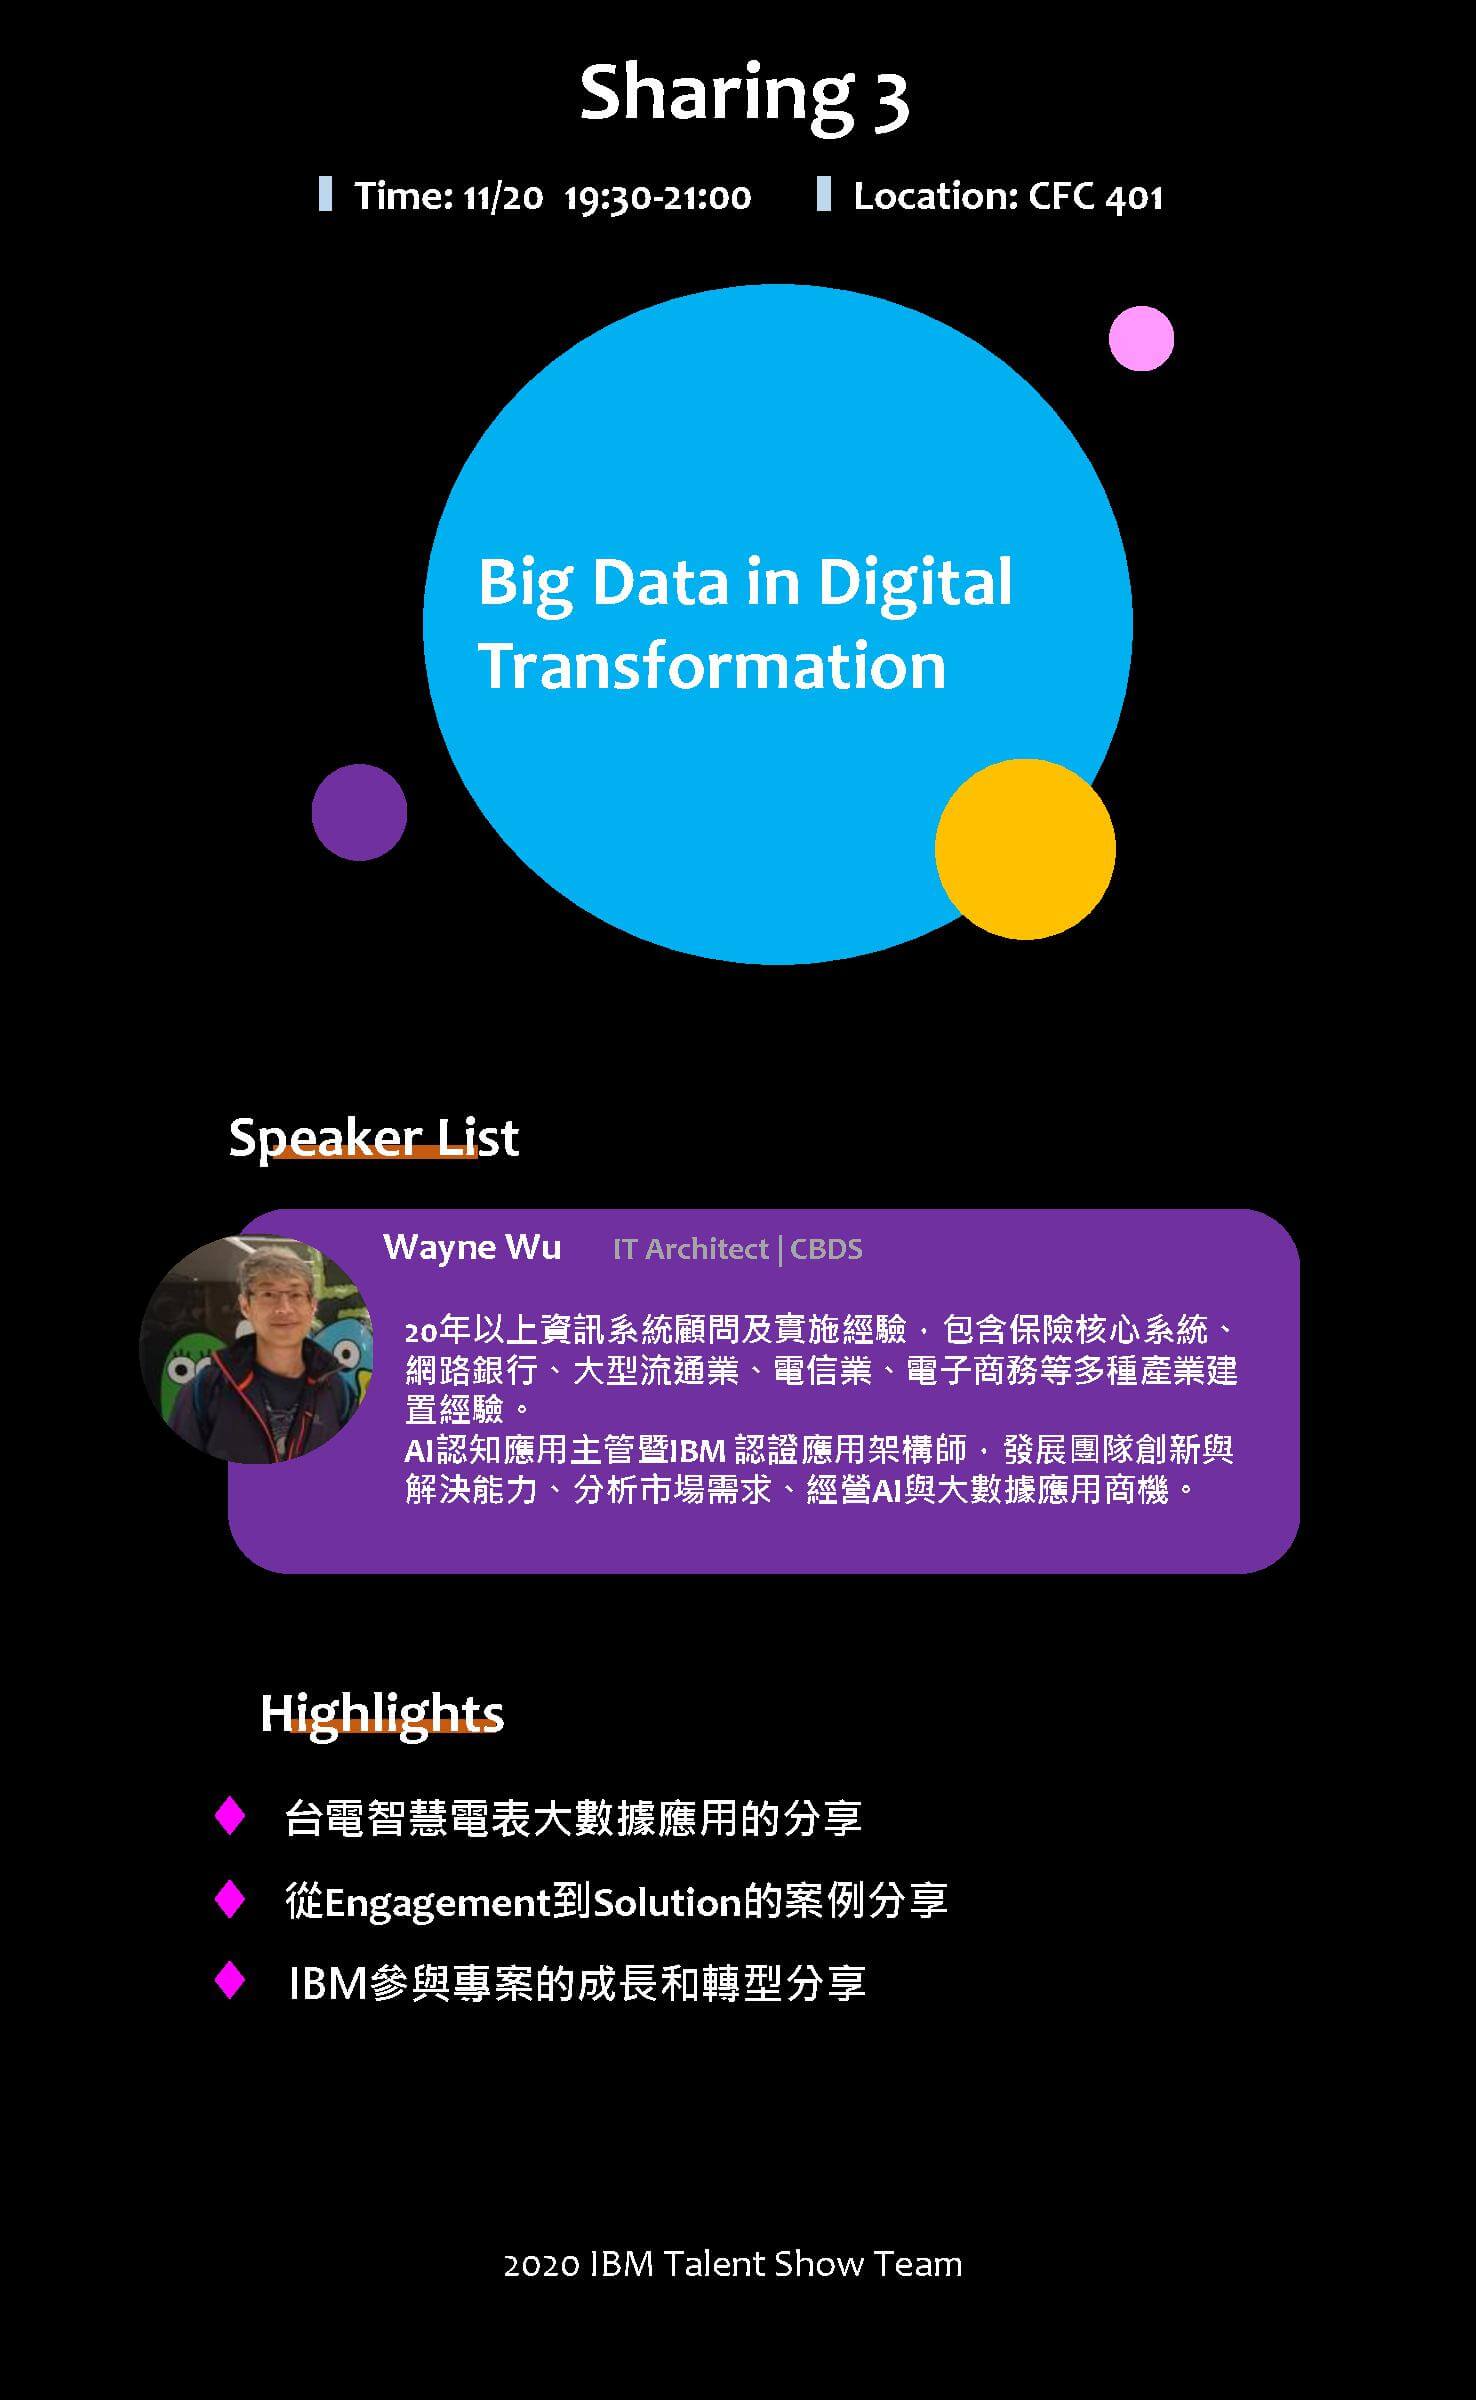 Sharing 3
Time: 11/20 19:30-21:00 Location: CFC 401
Big Data in Digital
Transformation
Speaker List
Wayne Wu IT Architect | CBDS
20年以上資訊系統顧問及實施經驗，包含保險核心系統、
網路銀行、大型流通業、電信業、電子商務等多種產業建
置經驗。
AI認知應用主管暨IBM 認證應用架構師，發展團隊創新與
解決能力、分析市場需求、經營AI與大數據應用商機。
Highlights
台電智慧電表大數據應用的分享
從Engagement到Solution的案例分享
IBM參與專案的成長和轉型分享
2020 IBM Talent Show Team